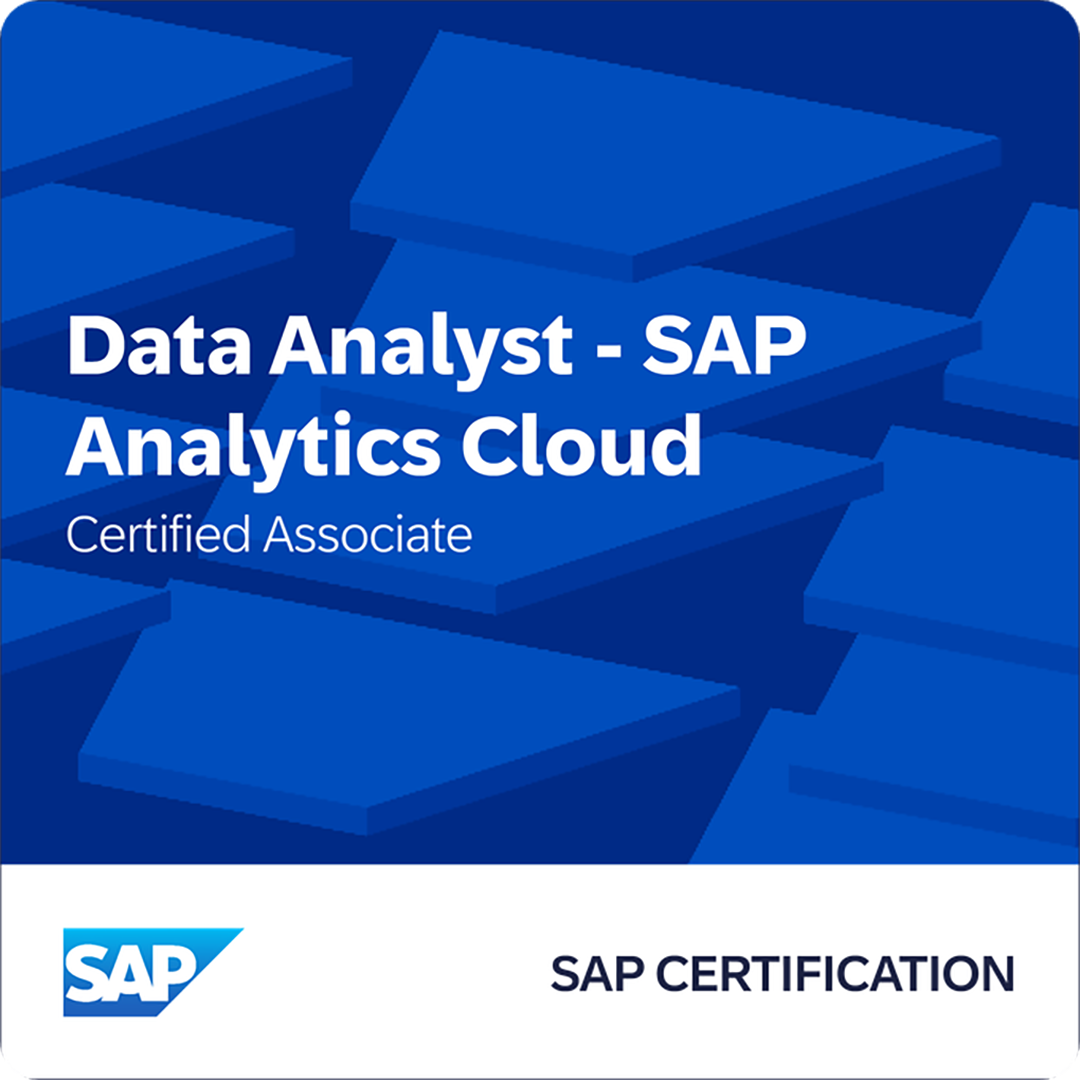 Data Analyst - SAP
Analytics Cloud
Certified Associate
SAP
SAP CERTIFICATION